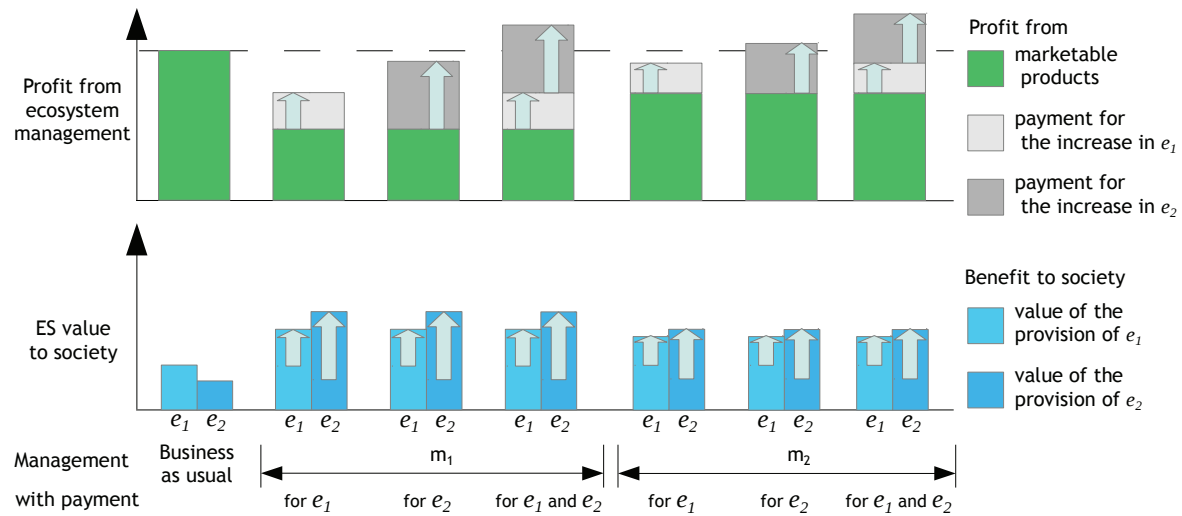 Profit from
ecosystem
management
Profit from
marketable
products
payment for
the increase in e₁
payment for
the increase in e₂
ES value
to society
Benefit to society
value of the
provision of e₁
value of the
provision of e₂
e₁ e₂ e₁ e₂ e₁ e₂ e₁ e₂ e₁ e₂ e₁ e₂ e₁ e₂
Management
with payment
Business
as usual
m₁
m₂
for e₁ for e₂ for e₁ and e₂ for e₁ for e₂ for e₁ and e₂